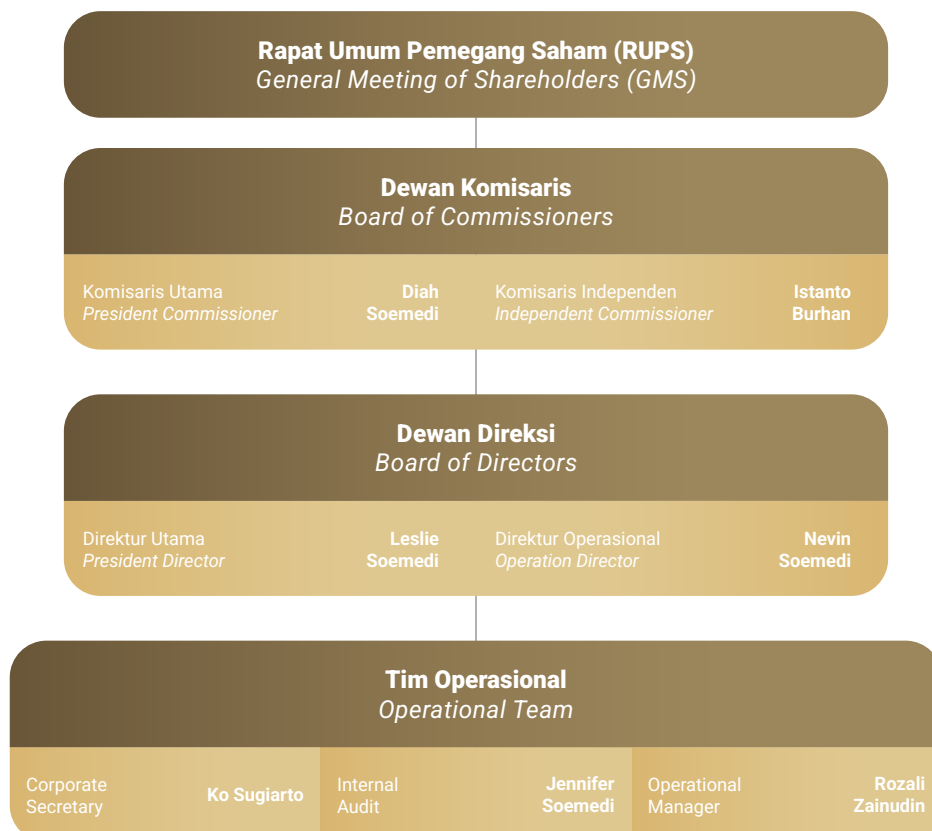 Rapat Umum Pemegang Saham (RUPS)
General Meeting of Shareholders (GMS)
Dewan Komisaris
Board of Commissioners
Komisaris Utama
President Commissioner
Diah
Soemedi
Komisaris Independen
Independent Commissioner
Istanto
Burhan
Dewan Direksi
Board of Directors
Direktur Utama
President Director
Leslie
Soemedi
Direktur Operasional
Operation Director
Nevin
Soemedi
Tim Operasional
Operational Team
Corporate
Secretary
Ko Sugiarto
Internal
Audit
Jennifer
Soemedi
Operational
Manager
Rozali
Zainudin